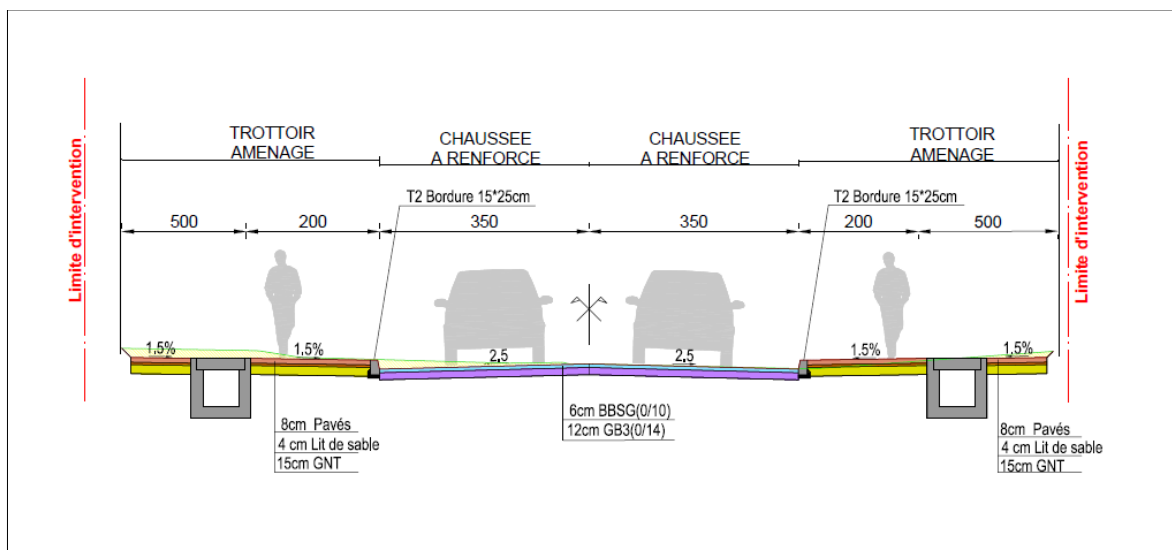 Limite d'intervention
TROTTOIR
AMENAGE
CHAUSSEE
A RENFORCE
CHAUSSEE
A RENFORCE
TROTTOIR
AMENAGE
Limite d'intervention
T2 Bordure 15*25cm
T2 Bordure 15*25cm
500
200
350
350
200
500
1.5%
1.5%
2.5
2.5
1.5%
1.5%
8cm Pavés
4 cm Lit de sable
15cm GNT
6cm BBSG(0/10)
12cm GB3(0/14)
8cm Pavés
4 cm Lit de sable
15cm GNT